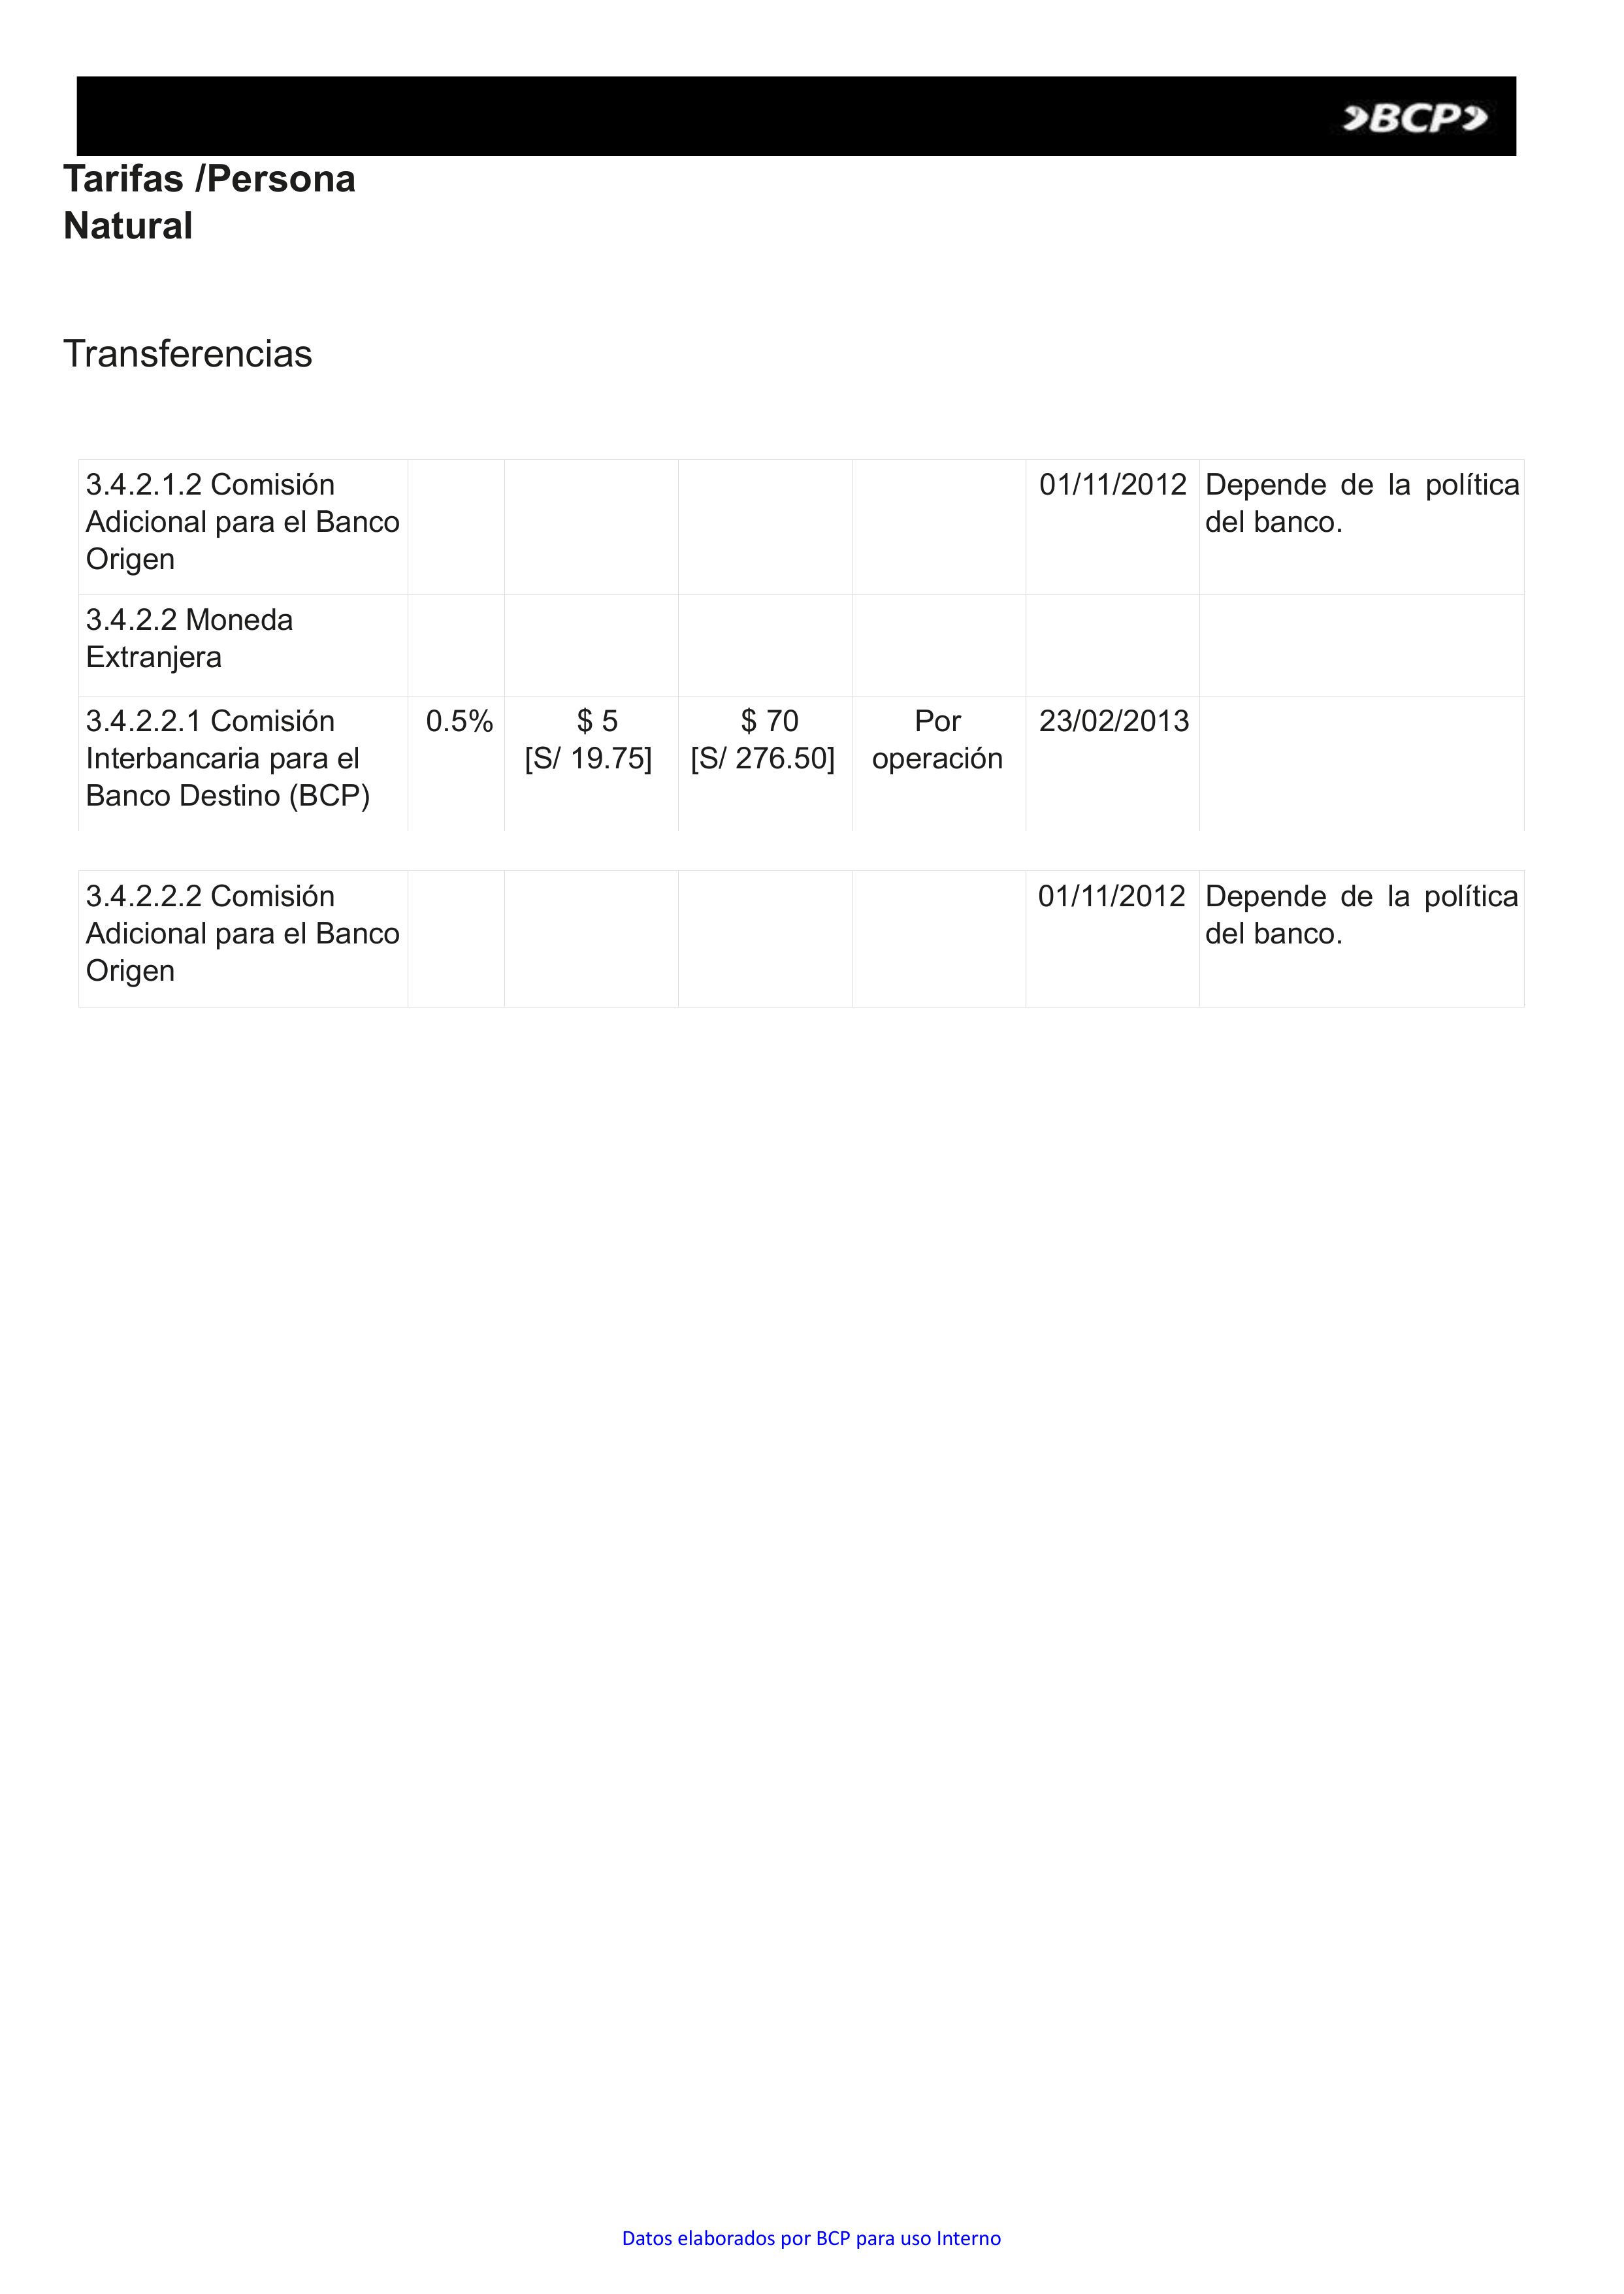 BCP
Tarifas /Persona
Natural
Transferencias
3.4.2.1.2 Comisión
Adicional para el Banco
Origen
01/11/2012
Depende de la política
del banco.
3.4.2.2 Moneda
Extranjera
3.4.2.2.1 Comisión
Interbancaria para el
Banco Destino (BCP)
0.5%
$ 5
[S/ 19.75]
$ 70
[S/ 276.50]
Por
operación
23/02/2013
3.4.2.2.2 Comisión
Adicional para el Banco
Origen
01/11/2012
Depende de la política
del banco.
Datos elaborados por BCP para uso Interno